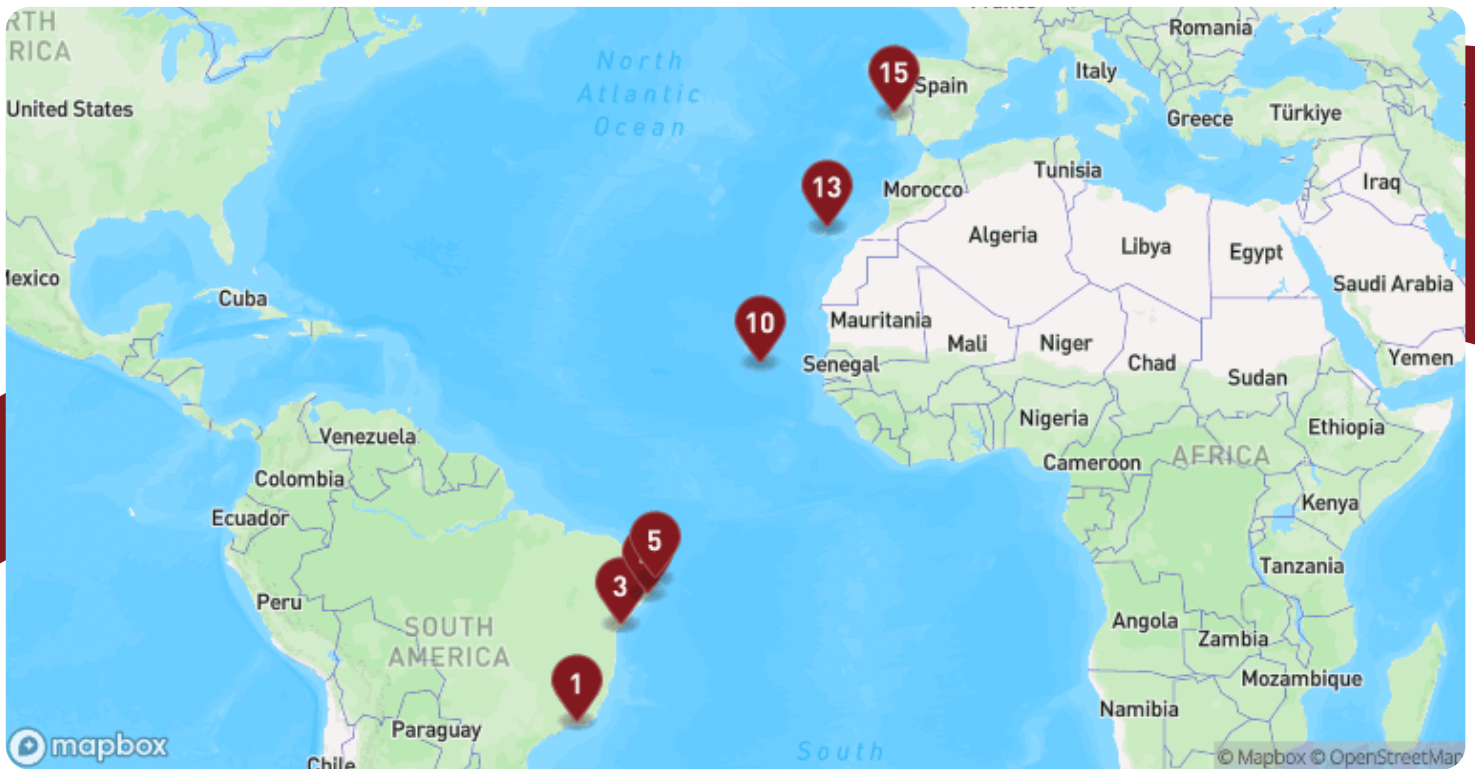 RTH
RICA
United States
Mexico
Cuba
North
Atlantic
Ocean
Romania
Italy
Spain
Greece
Türkiye
15
13
Morocco
Tunisia
Iraq
Algeria
Libya
Egypt
Saudi Arabia
10
Mauritania
Mali
Niger
Chad
Senegal
Sudan
Yemen
Nigeria
Ethiopia
Cameroon
AFRICA
Kenya
Venezuela
Colombia
Ecuador
Peru
SOUTH
AMERICA
5
3
1
Tanzania
Angola
Zambia
Mozambique
Namibia
Paraguay
Chile
South
mapbox
© Mapbox © OpenStreetMap